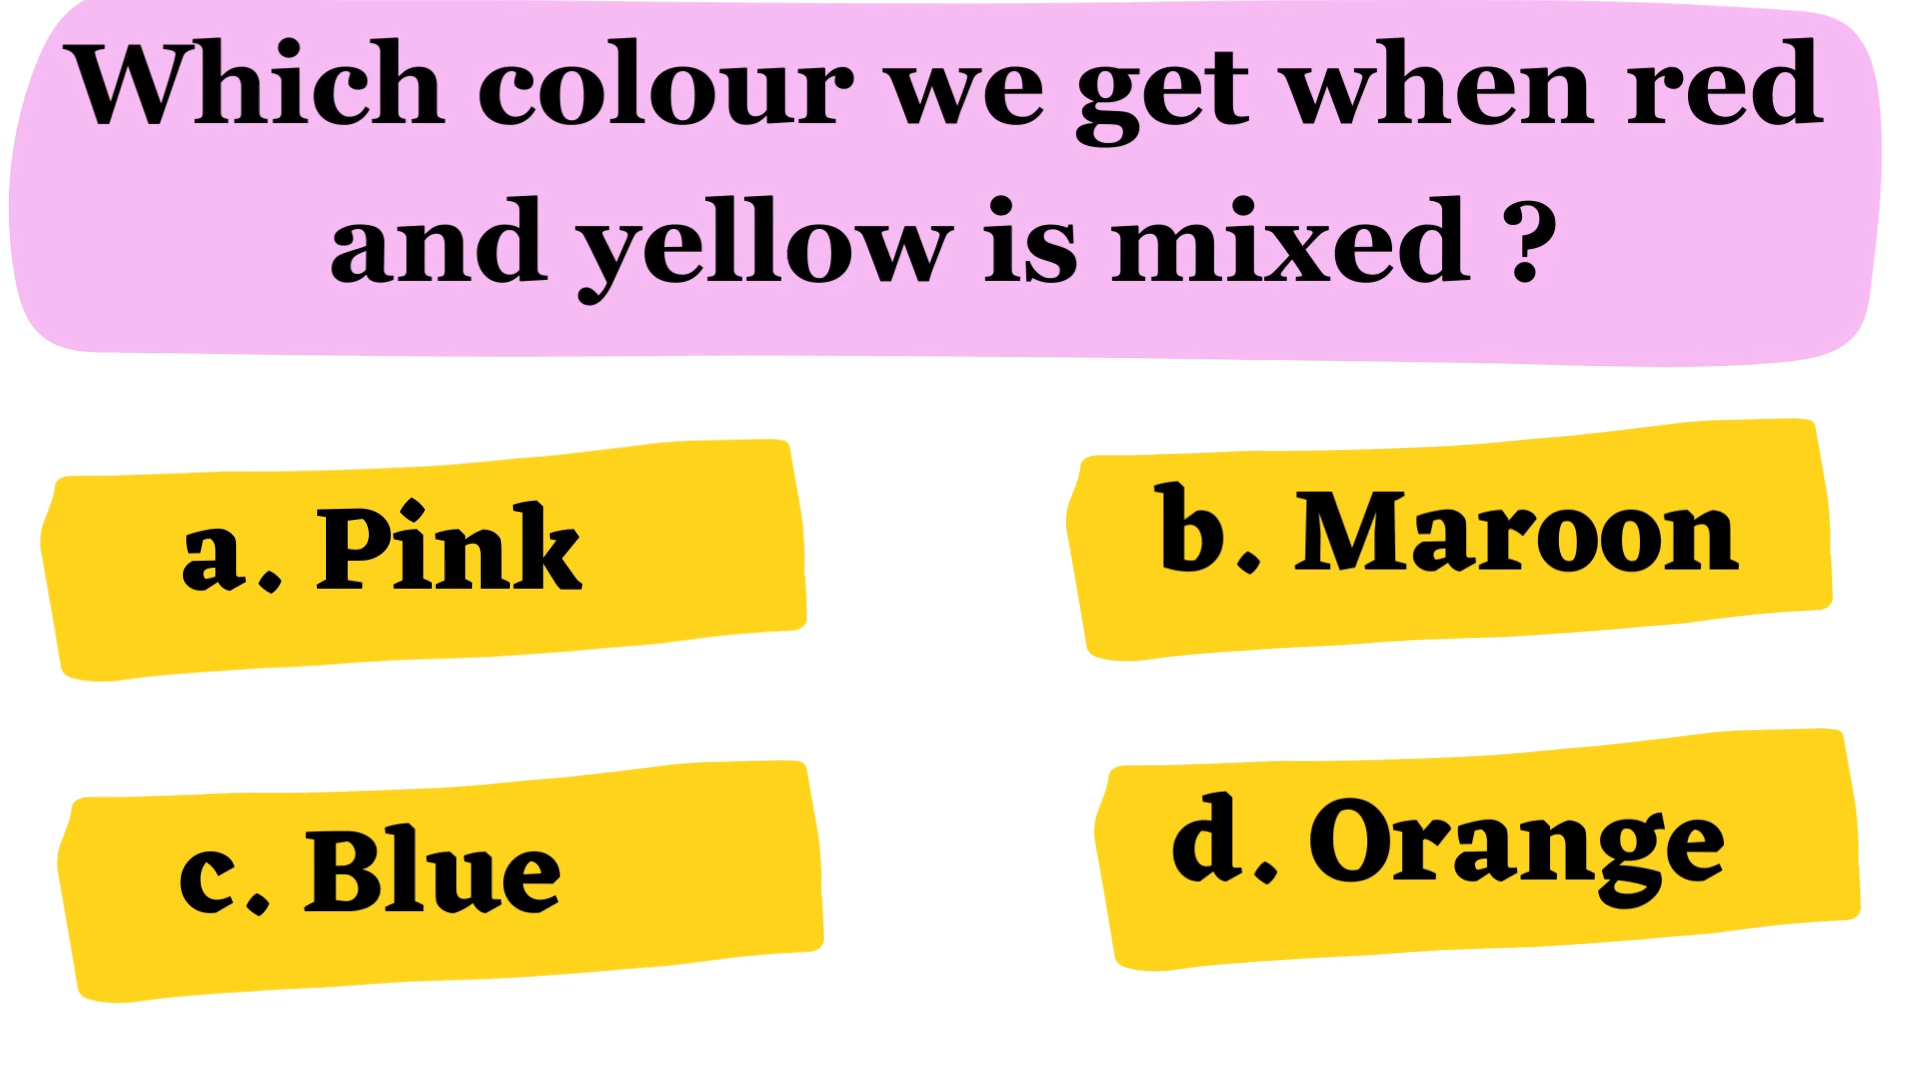 Which colour we get when red
and yellow is mixed ?
a. Pink
b. Maroon
c. Blue
d. Orange